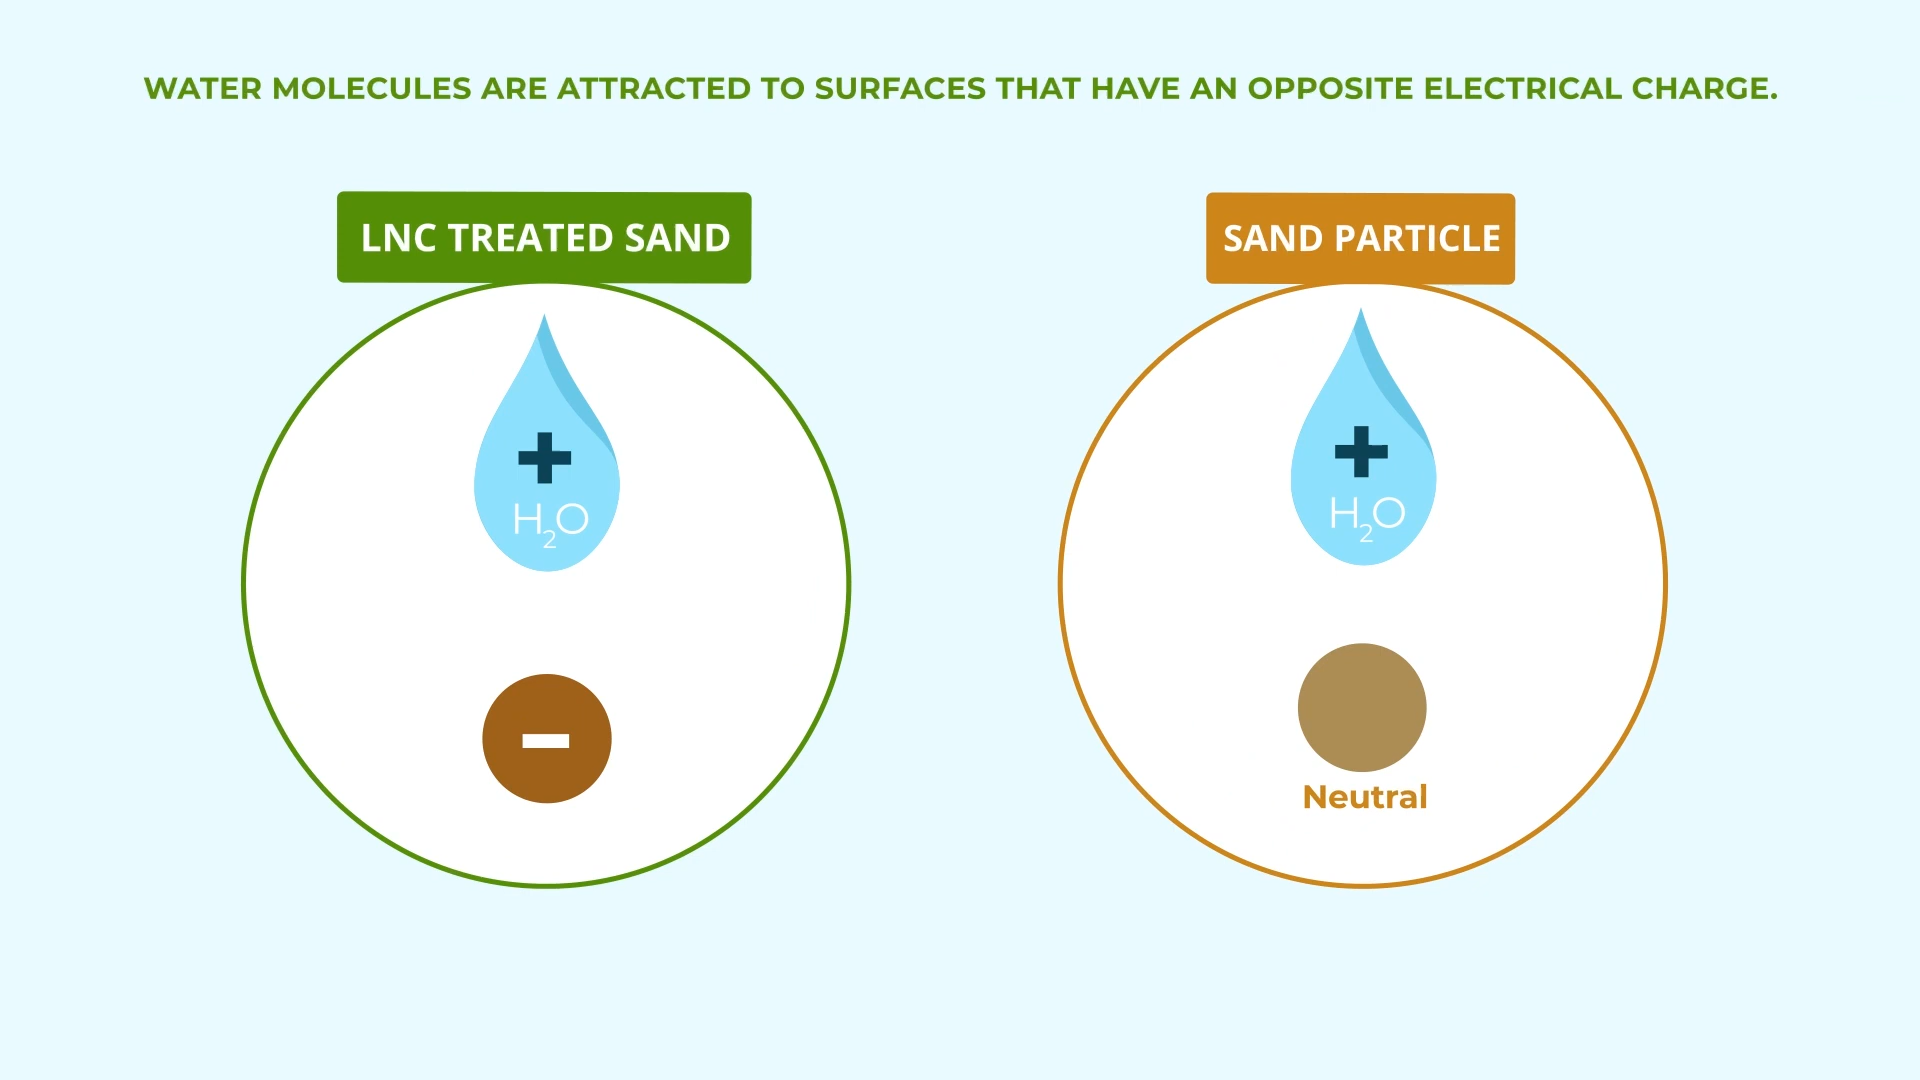 WATER MOLECULES ARE ATTRACTED TO SURFACES THAT HAVE AN OPPOSITE ELECTRICAL CHARGE.
LNC TREATED SAND
SAND PARTICLE
+
H₂O
+
H₂O
-
Neutral